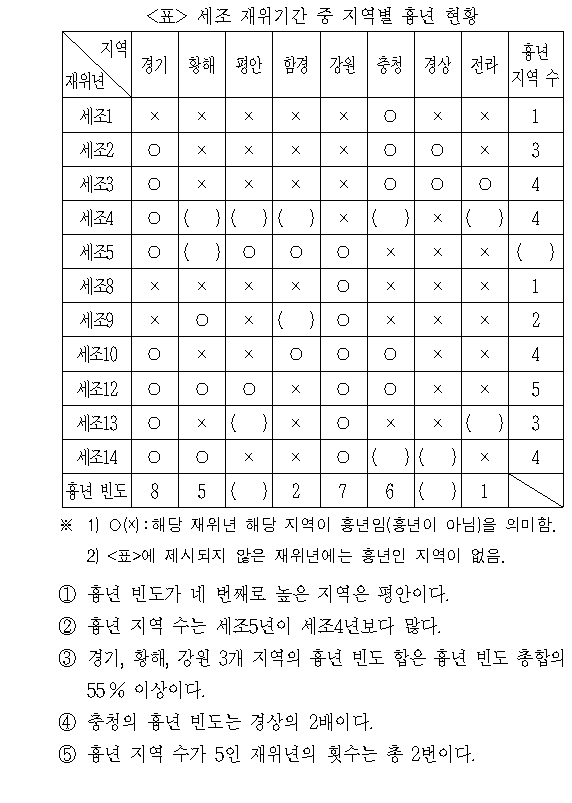 <표> 세조 재위기간 중 지역별 흉년 현황
지역 재위년 경기 황해 평안 함경 강원 충청 경상 전라 흉년 지역 수
세조1 × × × × × ○ × × 1
세조2 ○ × × × × ○ ○ × 3
세조3 ○ × × × × ○ ○ ○ 4
세조4 ○ ( ) ( ) ( ) × ( ) × ( ) 4
세조5 ○ ( ) ○ ○ ○ × × × ( )
세조8 × × × × ○ × × × 1
세조9 × ○ × ( ) ○ × × × 2
세조10 ○ × × ○ ○ ○ × × 4
세조12 ○ ○ ○ × ○ ○ × × 5
세조13 ○ × ( ) × ○ × × ( ) 3
세조14 ○ ○ × × ○ ( ) ( ) × 4
흉년 빈도 8 5 ( ) 2 7 6 ( ) 1
※ 1) ○(×) : 해당 재위년 해당 지역이 흉년임(흉년이 아님)을 의미함.
2) <표>에 제시되지 않은 재위년에는 흉년인 지역이 없음.
① 흉년 빈도가 네 번째로 높은 지역은 평안이다.
② 흉년 지역 수는 세조5년이 세조4년보다 많다.
③ 경기, 황해, 강원 3개 지역의 흉년 빈도 합은 흉년 빈도 총합의
55% 이상이다.
④ 충청의 흉년 빈도는 경상의 2배이다.
⑤ 흉년 지역 수가 5인 재위년의 횟수는 총 2번이다.